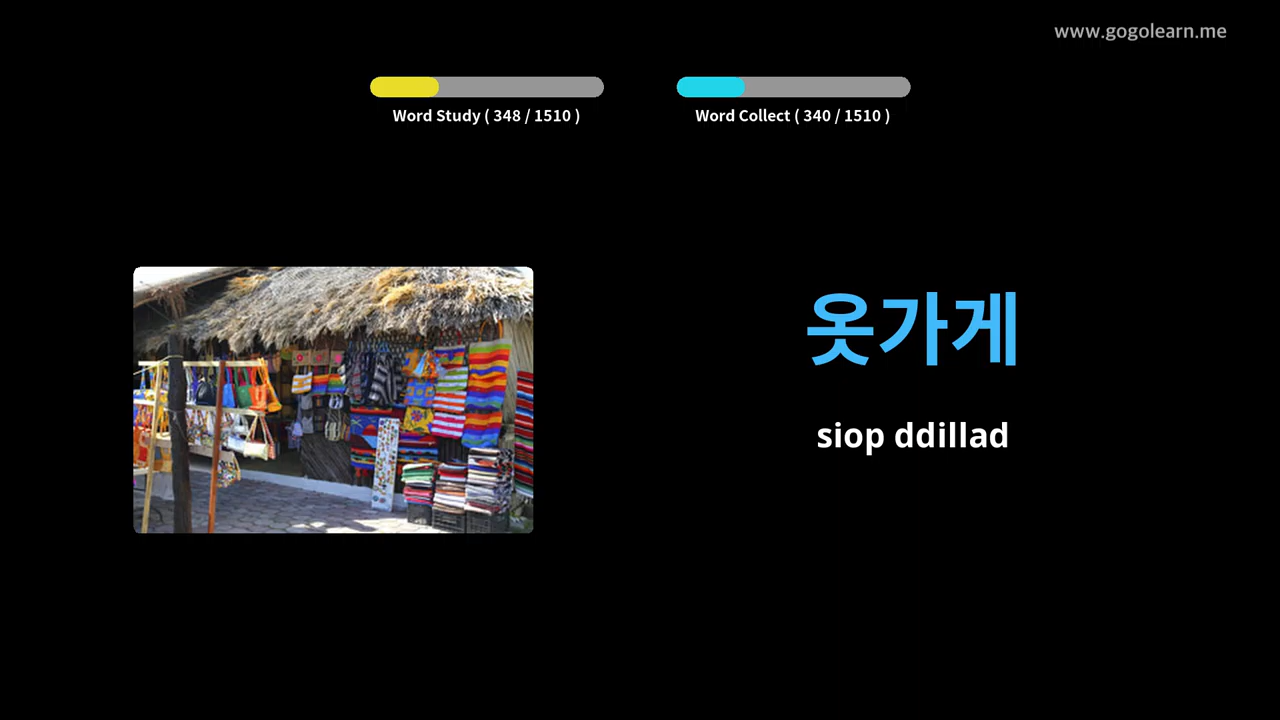 www.gogolearn.me
Word Study ( 348 / 1510 )
Word Collect ( 340 / 1510 )
옷가게
siop ddillad